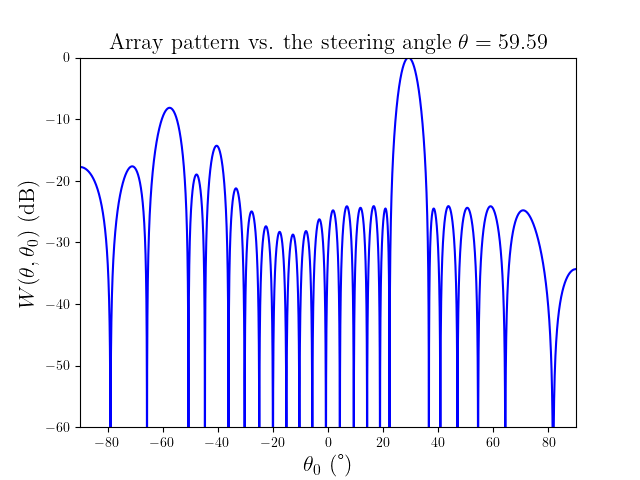 Array pattern vs. the steering angle θ = 59.59
W(θ, θ₀) (dB)
0
−10
−20
−30
−40
−50
−60
−80 −60 −40 −20 0 20 40 60 80
θ₀ (°)